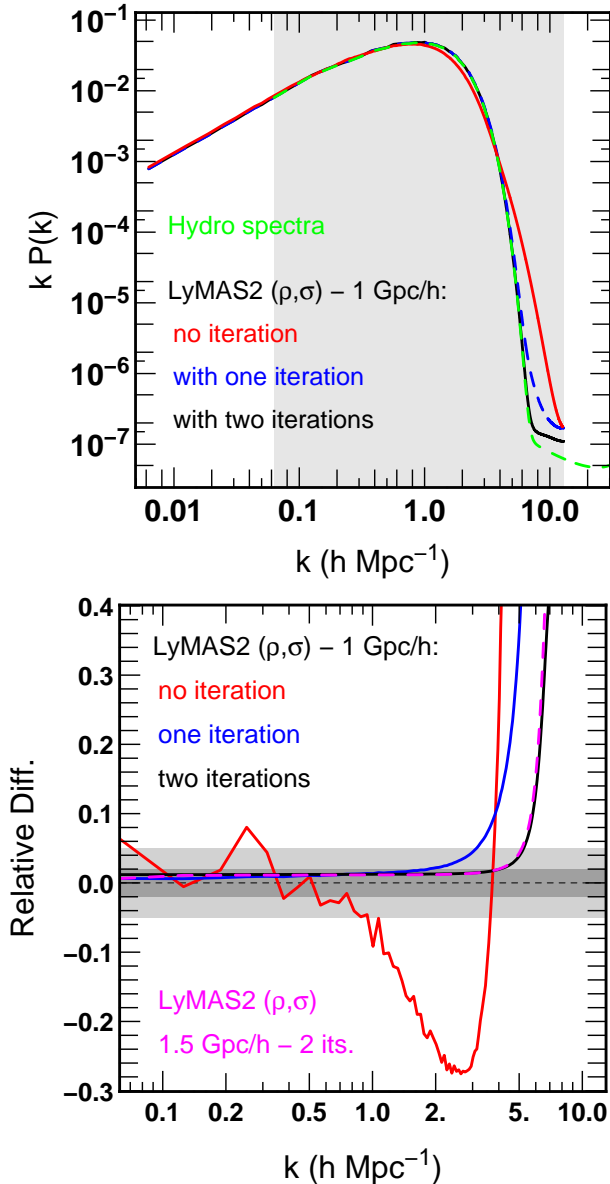 10⁻¹
10⁻²
10⁻³
10⁻⁴
10⁻⁵
10⁻⁶
10⁻⁷
k P(k)
Hydro spectra
LyMAS2 (ρ,σ) − 1 Gpc/h:
no iteration
with one iteration
with two iterations
0.01 0.1 1.0 10.0
k (h Mpc⁻¹)
0.4
0.3
0.2
0.1
0.0
−0.1
−0.2
−0.3
Relative Diff.
LyMAS2 (ρ,σ) − 1 Gpc/h:
no iteration
one iteration
two iterations
LyMAS2 (ρ,σ)
1.5 Gpc/h − 2 its.
0.1 0.2 0.5 1.0 2. 5. 10.0
k (h Mpc⁻¹)